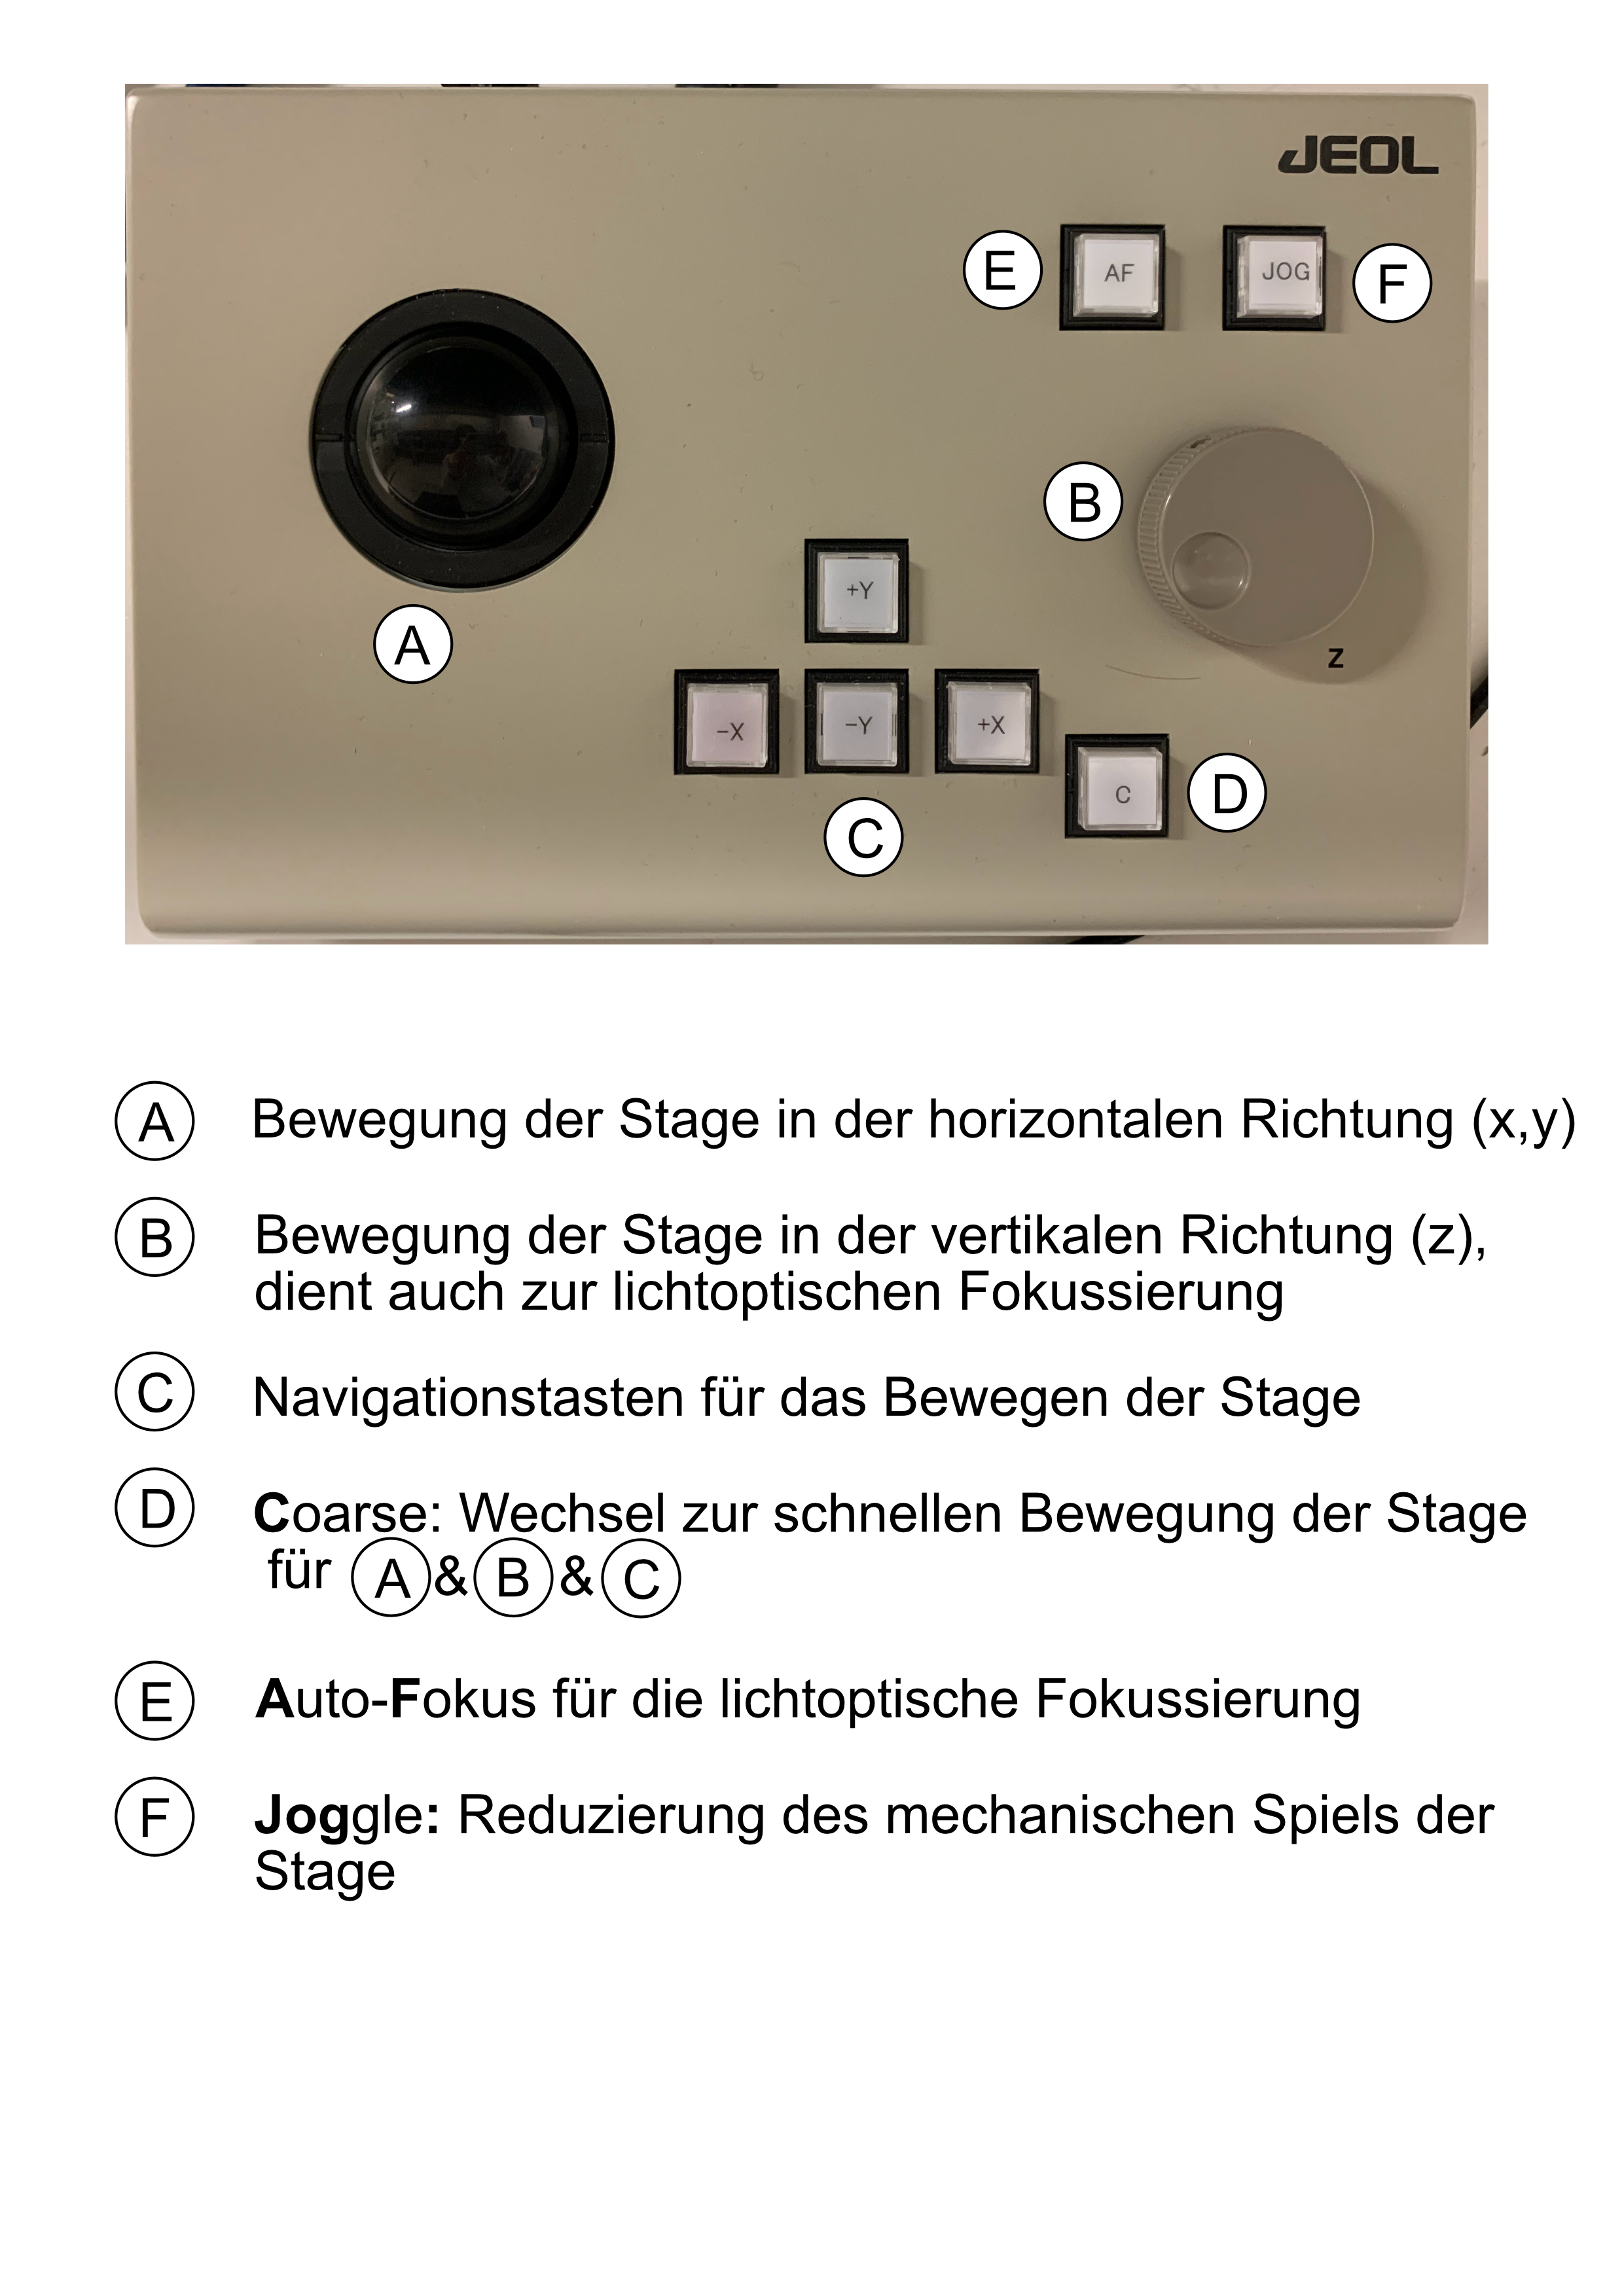 JEOL
E
AF
JOG
F
B
+Y
A
z
-X
-Y
+X
C
D
C
A Bewegung der Stage in der horizontalen Richtung (x,y)
B Bewegung der Stage in der vertikalen Richtung (z),
dient auch zur lichtoptischen Fokussierung
C Navigationstasten für das Bewegen der Stage
D Coarse: Wechsel zur schnellen Bewegung der Stage
für A & B & C
E Auto-Fokus für die lichtoptische Fokussierung
F Joggle: Reduzierung des mechanischen Spiels der
Stage